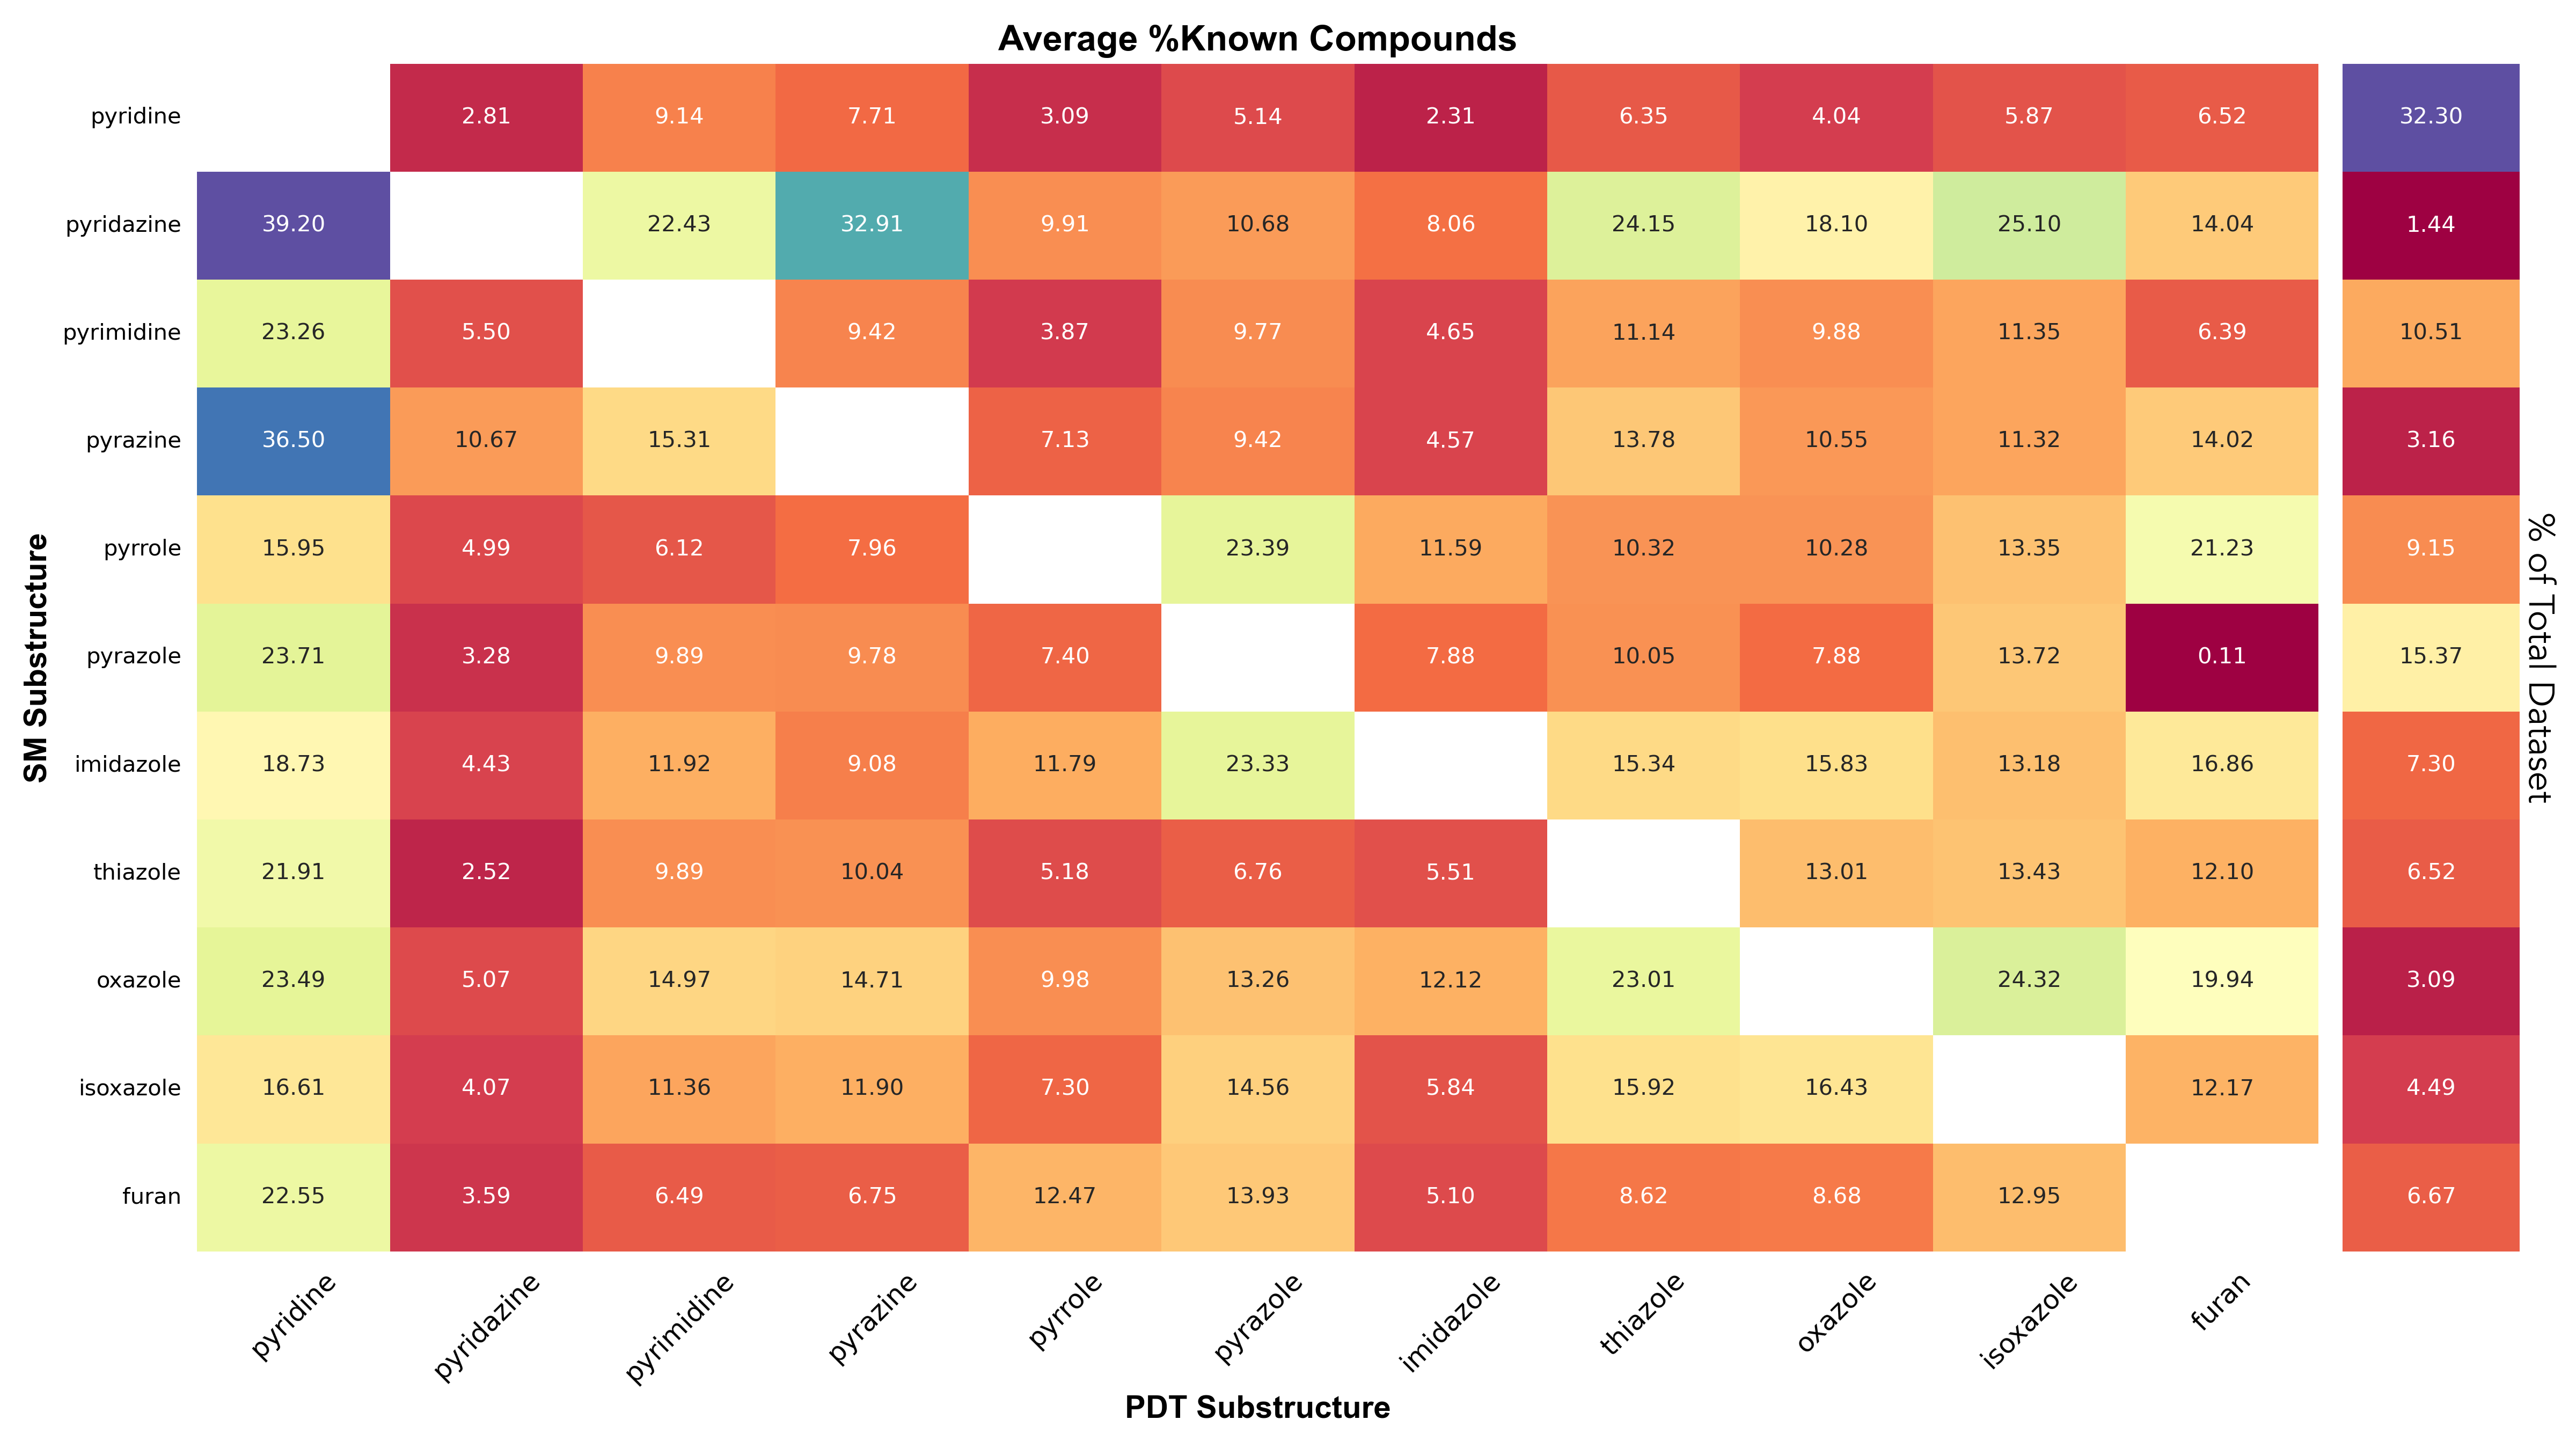 Average %Known Compounds
pyridine 2.81 9.14 7.71 3.09 5.14 2.31 6.35 4.04 5.87 6.52 32.30
pyridazine 39.20 22.43 32.91 9.91 10.68 8.06 24.15 18.10 25.10 14.04 1.44
pyrimidine 23.26 5.50 9.42 3.87 9.77 4.65 11.14 9.88 11.35 6.39 10.51
pyrazine 36.50 10.67 15.31 7.13 9.42 4.57 13.78 10.55 11.32 14.02 3.16
pyrrole 15.95 4.99 6.12 7.96 23.39 11.59 10.32 10.28 13.35 21.23 9.15
pyrazole 23.71 3.28 9.89 9.78 7.40 7.88 10.05 7.88 13.72 0.11 15.37
imidazole 18.73 4.43 11.92 9.08 11.79 23.33 15.34 15.83 13.18 16.86 7.30
thiazole 21.91 2.52 9.89 10.04 5.18 6.76 5.51 13.01 13.43 12.10 6.52
oxazole 23.49 5.07 14.97 14.71 9.98 13.26 12.12 23.01 24.32 19.94 3.09
isoxazole 16.61 4.07 11.36 11.90 7.30 14.56 5.84 15.92 16.43 12.17 4.49
furan 22.55 3.59 6.49 6.75 12.47 13.93 5.10 8.62 8.68 12.95 6.67
pyridine pyridazine pyrimidine pyrazine pyrrole pyrazole imidazole thiazole oxazole isoxazole furan
PDT Substructure
SM Substructure
% of Total Dataset